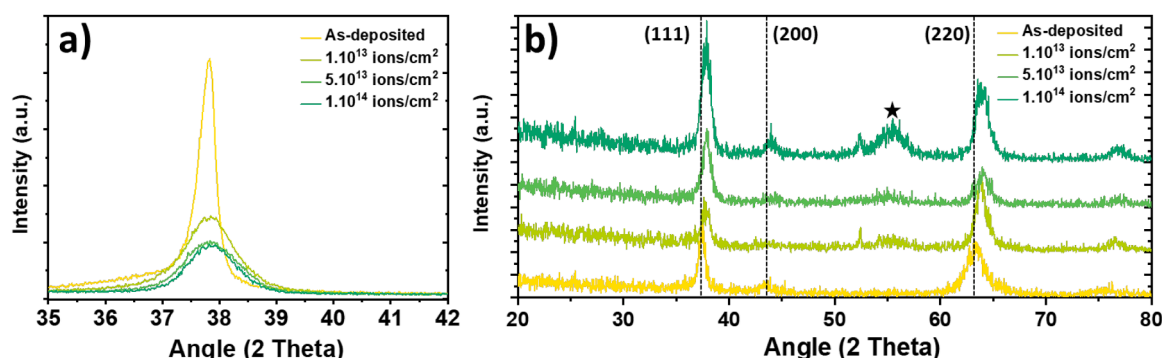 a)
As-deposited
1.10¹³ ions/cm²
5.10¹³ ions/cm²
1.10¹⁴ ions/cm²
Intensity (a.u.)
35 36 37 38 39 40 41 42
Angle (2 Theta)
b)
(111)
(200)
(220)
As-deposited
1.10¹³ ions/cm²
5.10¹³ ions/cm²
1.10¹⁴ ions/cm²
★
Intensity (a.u.)
20 30 40 50 60 70 80
Angle (2 Theta)